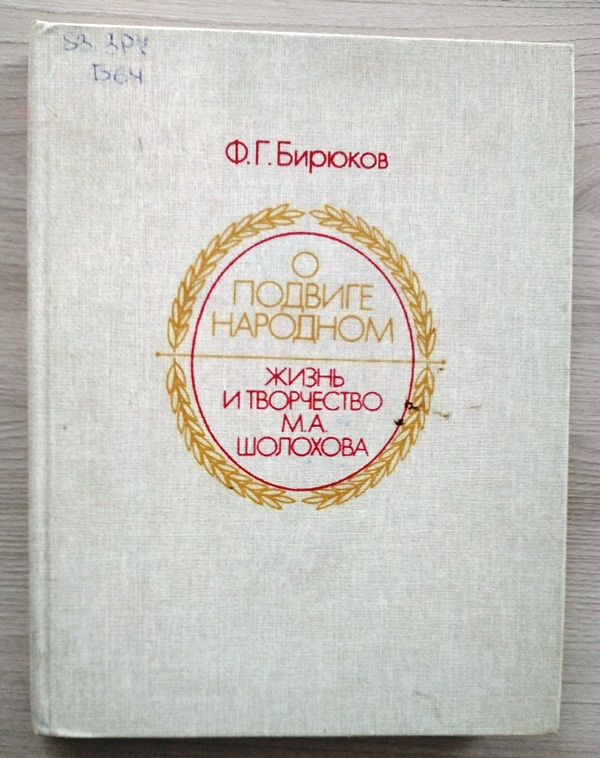 Ф.Г.Бирюков
О
ПОДВИГЕ
НАРОДНОМ
ЖИЗНЬ
И ТВОРЧЕСТВО
М.А.
ШОЛОХОВА